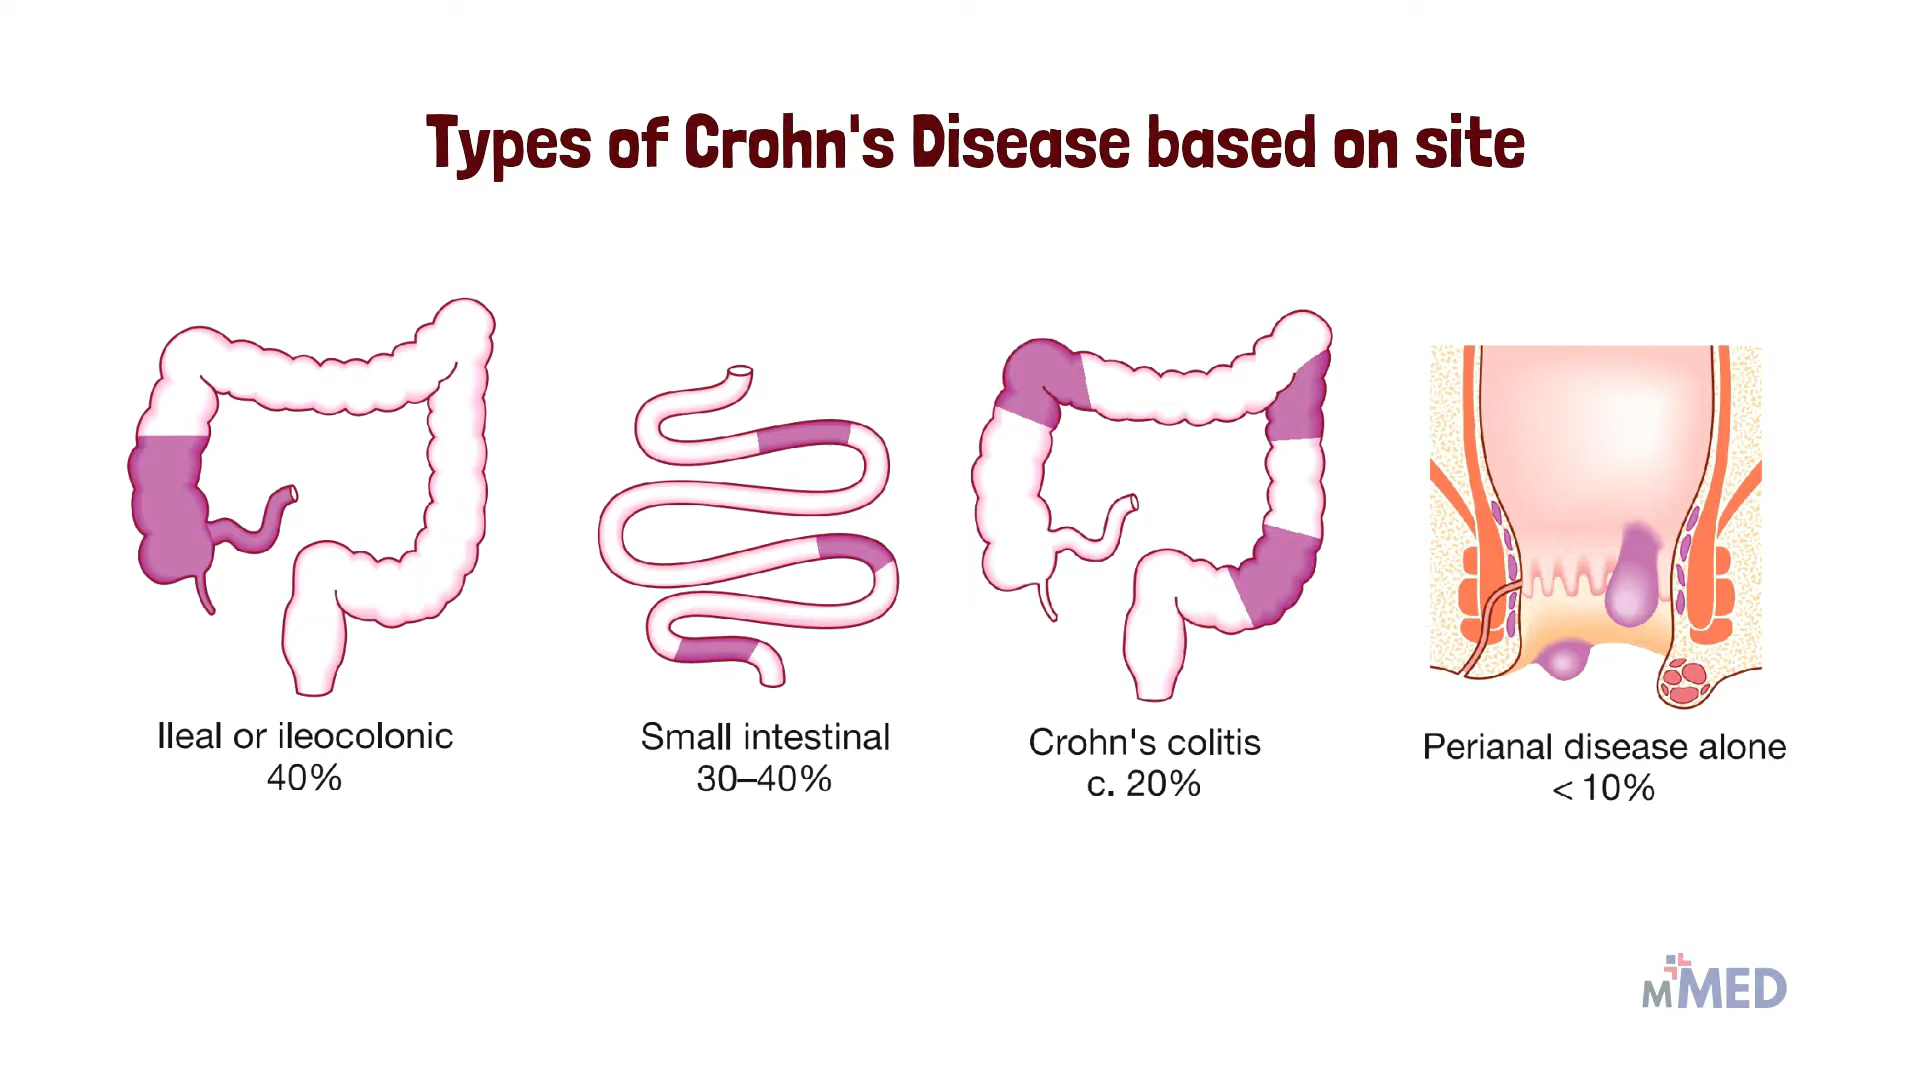 Types of Crohn's Disease based on site
Ileal or ileocolonic
40%
Small intestinal
30–40%
Crohn's colitis
c. 20%
Perianal disease alone
< 10%
MMED